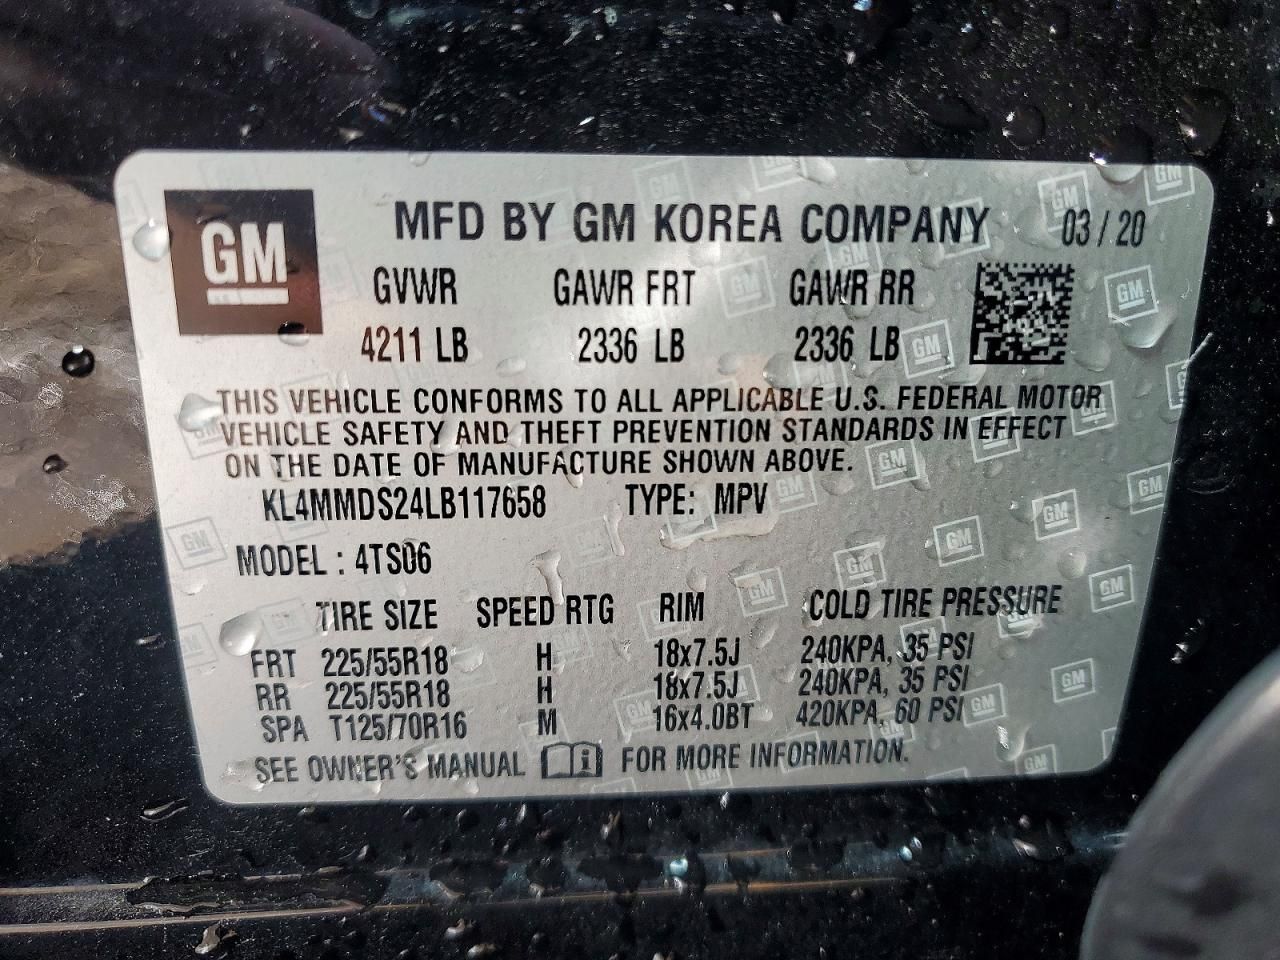 GM
MFD BY GM KOREA COMPANY 03/20
GVWR GAWR FRT GAWR RR
4211 LB 2336 LB 2336 LB
THIS VEHICLE CONFORMS TO ALL APPLICABLE U.S. FEDERAL MOTOR
VEHICLE SAFETY AND THEFT PREVENTION STANDARDS IN EFFECT
ON THE DATE OF MANUFACTURE SHOWN ABOVE.
KL4MMDS24LB117658 TYPE: MPV
MODEL : 4TS06
TIRE SIZE SPEED RTG RIM COLD TIRE PRESSURE
FRT 225/55R18 H 18x7.5J 240KPA, 35 PSI
RR 225/55R18 H 18x7.5J 240KPA, 35 PSI
SPA T125/70R16 M 16x4.0BT 420KPA, 60 PSI
SEE OWNER'S MANUAL i FOR MORE INFORMATION.